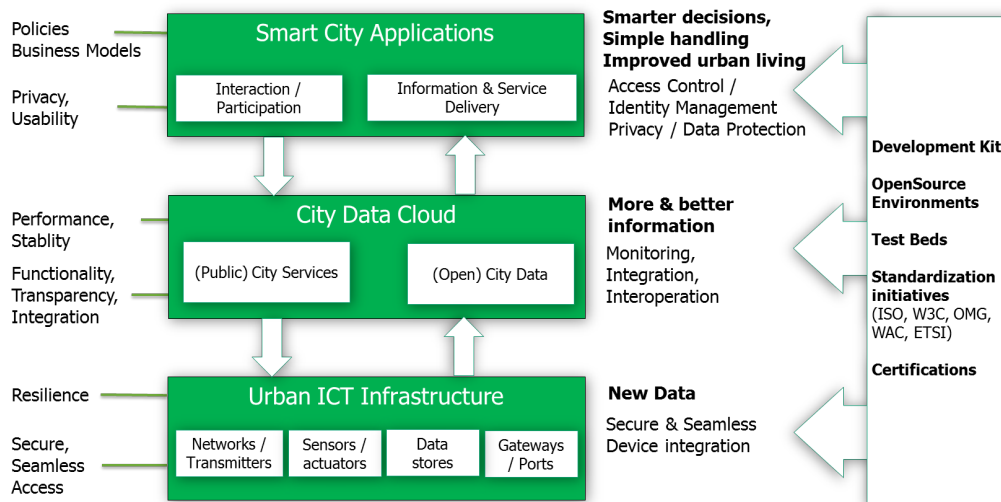 Policies
Business Models
Privacy,
Usability
Smart City Applications
Interaction /
Participation
Information & Service
Delivery
Smarter decisions,
Simple handling
Improved urban living
Access Control /
Identity Management
Privacy / Data Protection
Performance,
Stablity
Functionality,
Transparency,
Integration
City Data Cloud
(Public) City Services
(Open) City Data
More & better
information
Monitoring,
Integration,
Interoperation
Resilience
Secure,
Seamless
Access
Urban ICT Infrastructure
Networks /
Transmitters
Sensors /
actuators
Data
stores
Gateways
/ Ports
New Data
Secure & Seamless
Device integration
Development Kit
OpenSource
Environments
Test Beds
Standardization
initiatives
(ISO, W3C, OMG,
WAC, ETSI)
Certifications